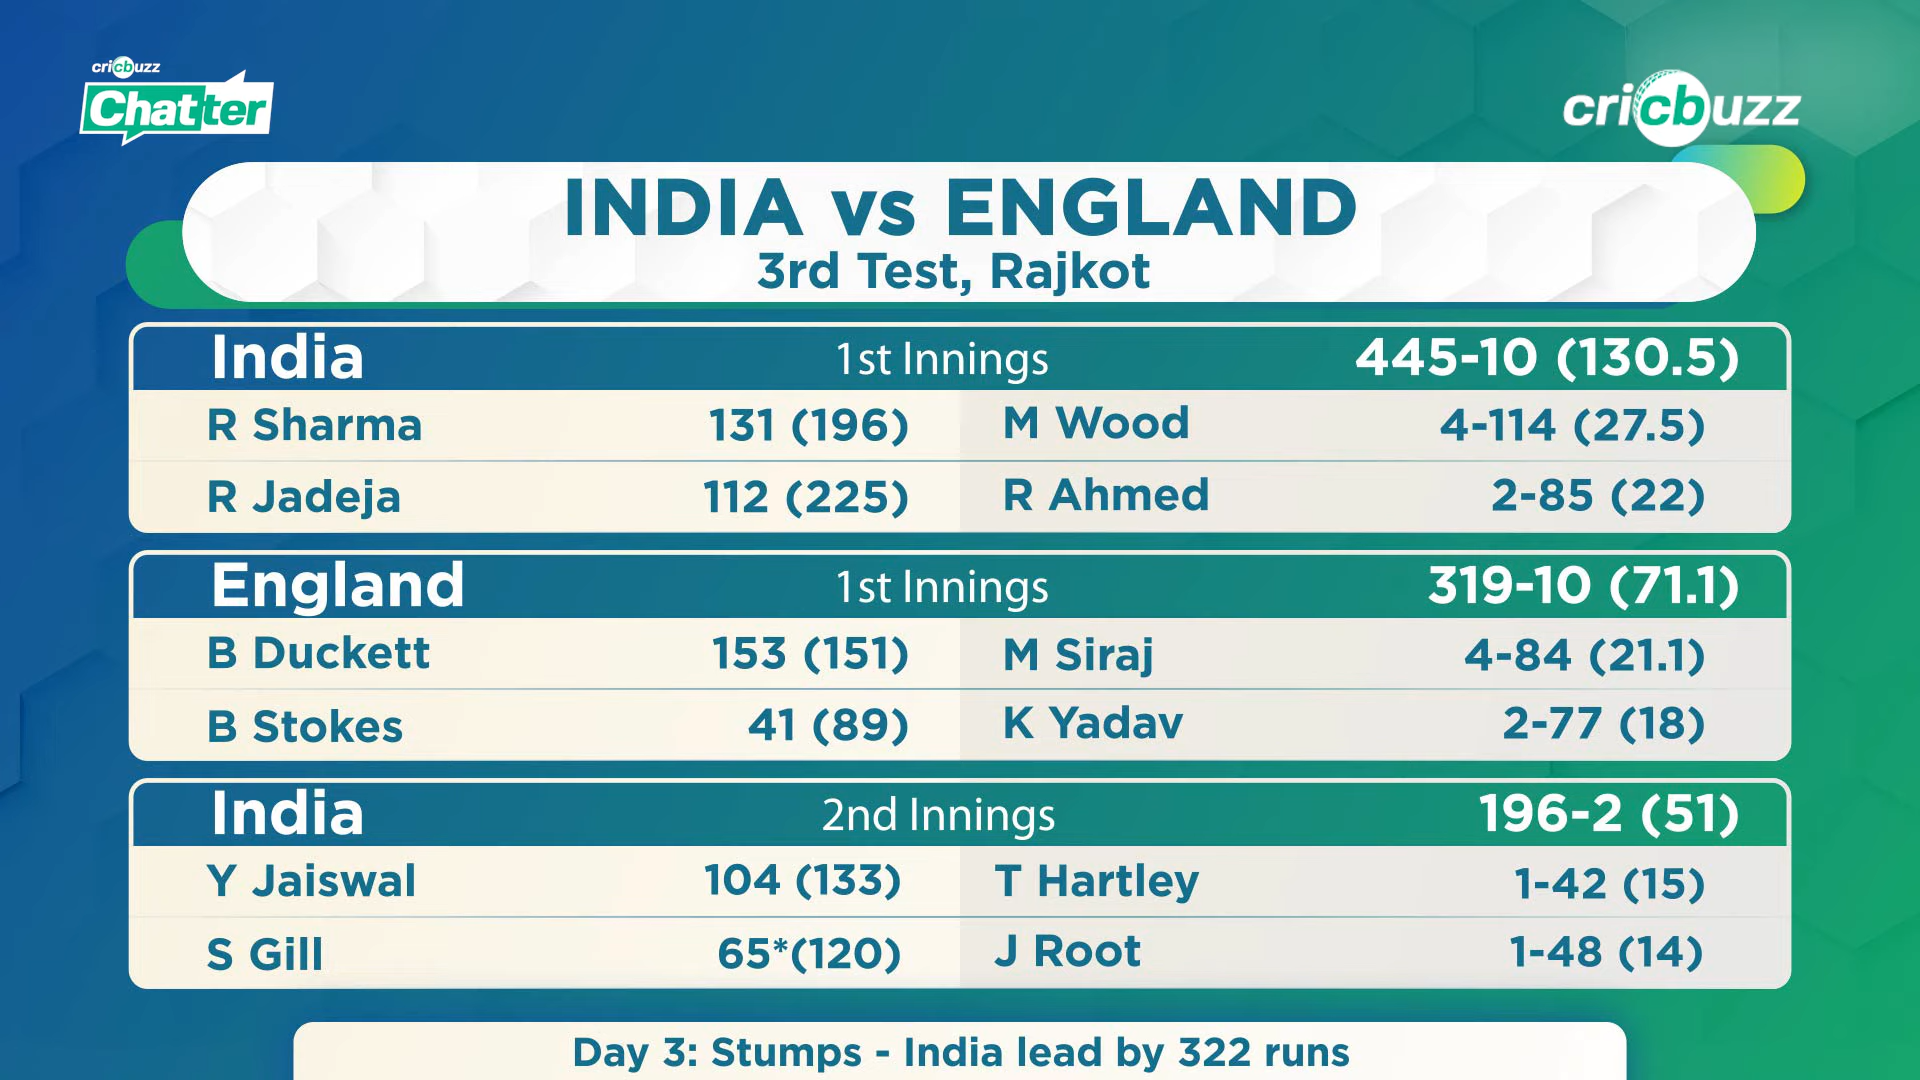 cricbuzz
Chatter
cricbuzz
INDIA vs ENGLAND
3rd Test, Rajkot
India 1st Innings 445-10 (130.5)
R Sharma 131 (196) M Wood 4-114 (27.5)
R Jadeja 112 (225) R Ahmed 2-85 (22)
England 1st Innings 319-10 (71.1)
B Duckett 153 (151) M Siraj 4-84 (21.1)
B Stokes 41 (89) K Yadav 2-77 (18)
India 2nd Innings 196-2 (51)
Y Jaiswal 104 (133) T Hartley 1-42 (15)
S Gill 65*(120) J Root 1-48 (14)
Day 3: Stumps - India lead by 322 runs